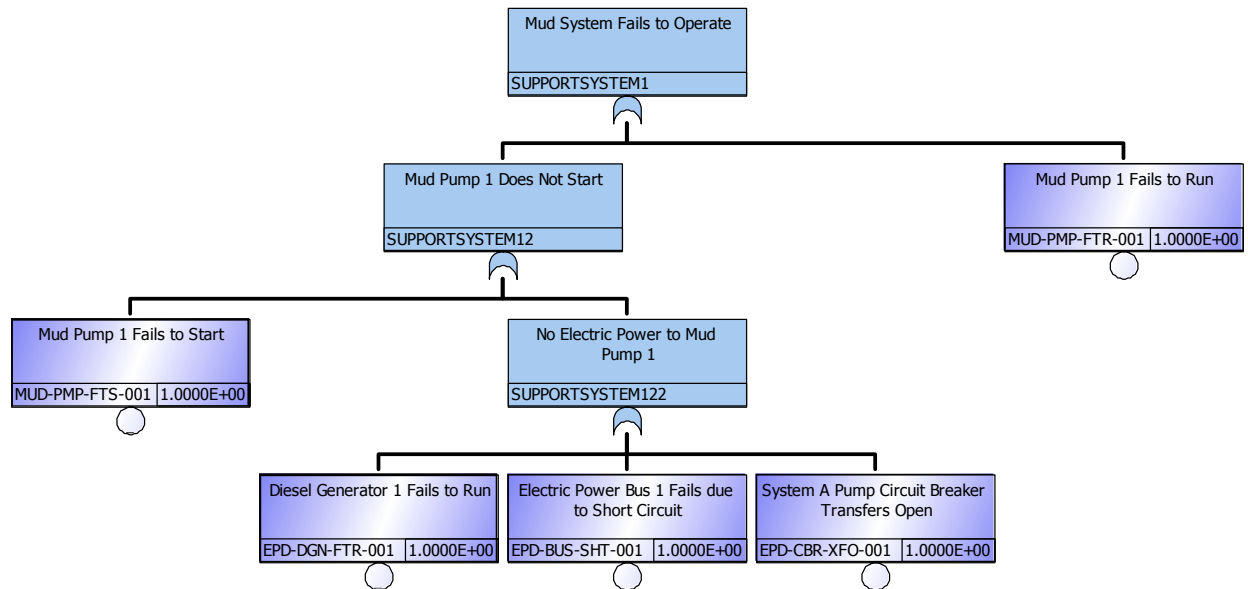 Mud System Fails to Operate
SUPPORTSYSTEM1
Mud Pump 1 Does Not Start
SUPPORTSYSTEM12
Mud Pump 1 Fails to Run
MUD-PMP-FTR-001 1.0000E+00
Mud Pump 1 Fails to Start
MUD-PMP-FTS-001 1.0000E+00
No Electric Power to Mud
Pump 1
SUPPORTSYSTEM122
Diesel Generator 1 Fails to Run
EPD-DGN-FTR-001 1.0000E+00
Electric Power Bus 1 Fails due
to Short Circuit
EPD-BUS-SHT-001 1.0000E+00
System A Pump Circuit Breaker
Transfers Open
EPD-CBR-XFO-001 1.0000E+00